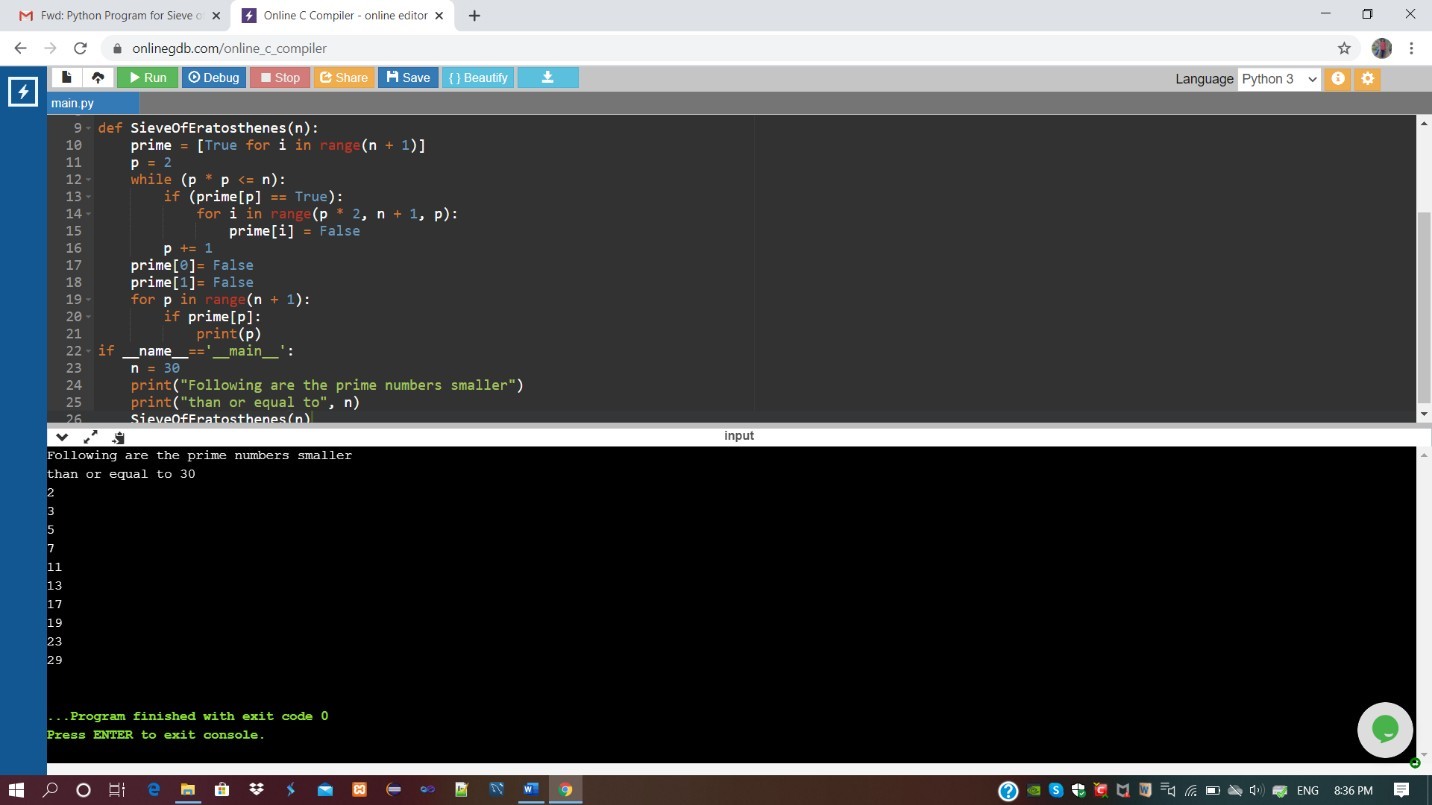 Fwd: Python Program for Sieve o
Online C Compiler - online editor
onlinegdb.com/online_c_compiler
Run Debug Stop Share Save {} Beautify
Language Python 3
main.py
9 def SieveOfEratosthenes(n):
10 prime = [True for i in range(n + 1)]
11 p = 2
12 while (p * p <= n):
13 if (prime[p] == True):
14 for i in range(p * 2, n + 1, p):
15 prime[i] = False
16 p += 1
17 prime[0]= False
18 prime[1]= False
19 for p in range(n + 1):
20 if prime[p]:
21 print(p)
22 if __name__=='__main__':
23 n = 30
24 print("Following are the prime numbers smaller")
25 print("than or equal to", n)
26 SieveOfEratosthenes(n)
input
Following are the prime numbers smaller
than or equal to 30
2
3
5
7
11
13
17
19
23
29
...Program finished with exit code 0
Press ENTER to exit console.
ENG 8:36 PM